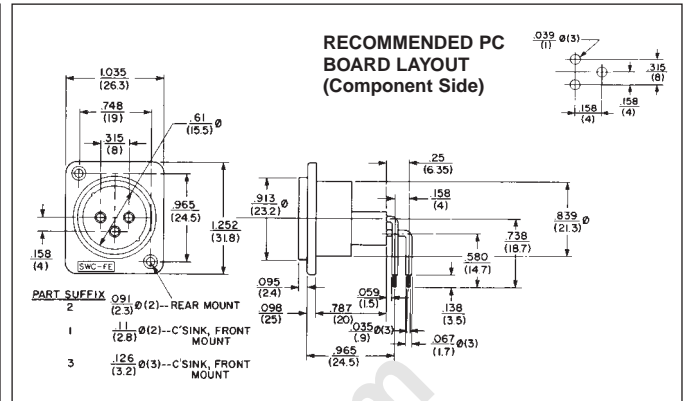 RECOMMENDED PC
BOARD LAYOUT
(Component Side)
.039 Ø(3)
(1)
.315
(8)
.158
(4)
.158
(4)
1.035
(26.3)
.748
(19)
.61 Ø
(15.5)
.315
(8)
.965
(24.5)
1.252
(31.8)
.158
(4)
SWC-FE
PART SUFFIX
2 .091 Ø(2)--REAR MOUNT
(2.3)
1 .11 Ø(2)--C'SINK, FRONT
(2.8) MOUNT
3 .126 Ø(3)--C'SINK, FRONT
(3.2) MOUNT
.25
(6.35)
.158
(4)
.913 Ø
(23.2)
.839 Ø
(21.3)
.738
(18.7)
.580
(14.7)
.095
(2.4)
.059
(1.5)
.138
(3.5)
.098
(25)
.787
(20)
.035 Ø(3)
(.9)
.067 Ø(3)
(1.7)
.965
(24.5)
m